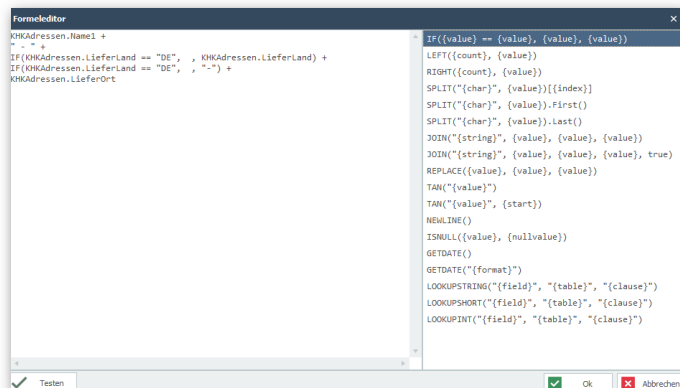 Formeleditor
KHKAdressen.Name1 +
" - " +
IF(KHKAdressen.LieferLand == "DE",  , KHKAdressen.LieferLand) +
IF(KHKAdressen.LieferLand == "DE",  , "-") +
KHKAdressen.LieferOrt
IF({value} == {value}, {value}, {value})
LEFT({count}, {value})
RIGHT({count}, {value})
SPLIT("{char}", {value})[{index}]
SPLIT("{char}", {value}).First()
SPLIT("{char}", {value}).Last()
JOIN("{string}", {value}, {value}, {value})
JOIN("{string}", {value}, {value}, {value}, true)
REPLACE({value}, {value}, {value})
TAN("{value}")
TAN("{value}", {start})
NEWLINE()
ISNULL({value}, {nullvalue})
GETDATE()
GETDATE("{format}")
LOOKUPSTRING("{field}", "{table}", "{clause}")
LOOKUPSHORT("{field}", "{table}", "{clause}")
LOOKUPINT("{field}", "{table}", "{clause}")
Testen
Ok
Abbrechen